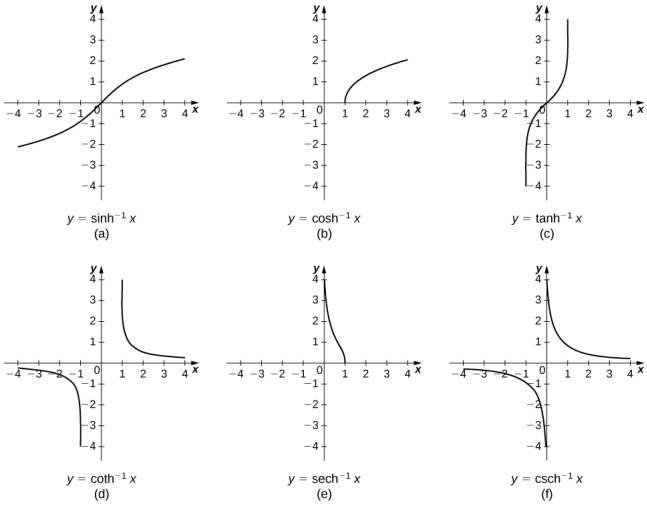 y
4
3
2
1
−4 −3 −2 −1 0 1 2 3 4 x
−1
−2
−3
−4
y = sinh⁻¹ x
(a)
y
4
3
2
1
−4 −3 −2 −1 0 1 2 3 4 x
−1
−2
−3
−4
y = cosh⁻¹ x
(b)
y
4
3
2
1
−4 −3 −2 −1 0 1 2 3 4 x
−1
−2
−3
−4
y = tanh⁻¹ x
(c)
y
4
3
2
1
−4 −3 −2 −1 0 1 2 3 4 x
−1
−2
−3
−4
y = coth⁻¹ x
(d)
y
4
3
2
1
−4 −3 −2 −1 0 1 2 3 4 x
−1
−2
−3
−4
y = sech⁻¹ x
(e)
y
4
3
2
1
−4 −3 −2 −1 0 1 2 3 4 x
−1
−2
−3
−4
y = csch⁻¹ x
(f)